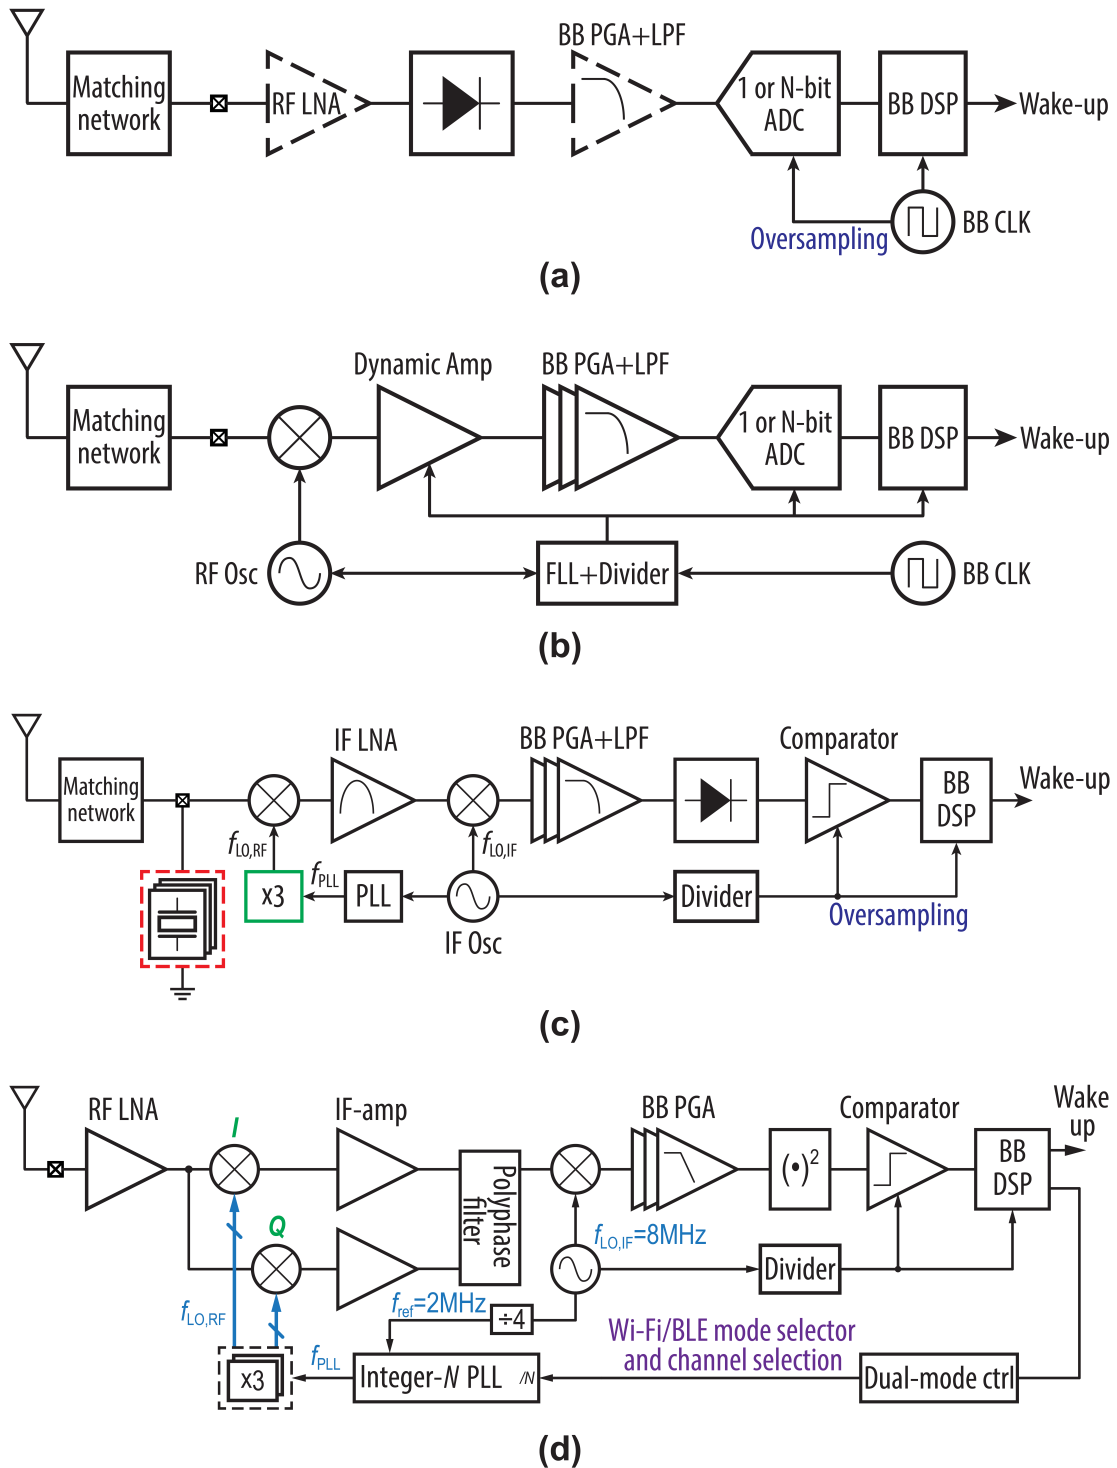 BB PGA+LPF
Matching
network
RF LNA
1 or N-bit
ADC
BB DSP
Wake-up
Oversampling
BB CLK
(a)
Dynamic Amp
BB PGA+LPF
Matching
network
1 or N-bit
ADC
BB DSP
Wake-up
RF Osc
FLL+Divider
BB CLK
(b)
IF LNA
BB PGA+LPF
Comparator
Matching
network
BB
DSP
Wake-up
fLO,RF
fLO,IF
x3
fPLL
PLL
Divider
IF Osc
Oversampling
(c)
RF LNA
I
IF-amp
BB PGA
Comparator
Wake
up
Polyphase
filter
(•)²
BB
DSP
Q
fLO,IF=8MHz
Divider
fLO,RF
fref=2MHz
÷4
Wi-Fi/BLE mode selector
and channel selection
fPLL
x3
Integer-N PLL /N
Dual-mode ctrl
(d)